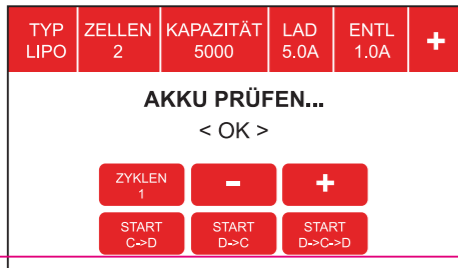 TYP ZELLEN KAPAZITÄT LAD ENTL +
LIPO 2 5000 5.0A 1.0A
AKKU PRÜFEN...
< OK >
ZYKLEN - +
1
START START START
C->D D->C D->C->D